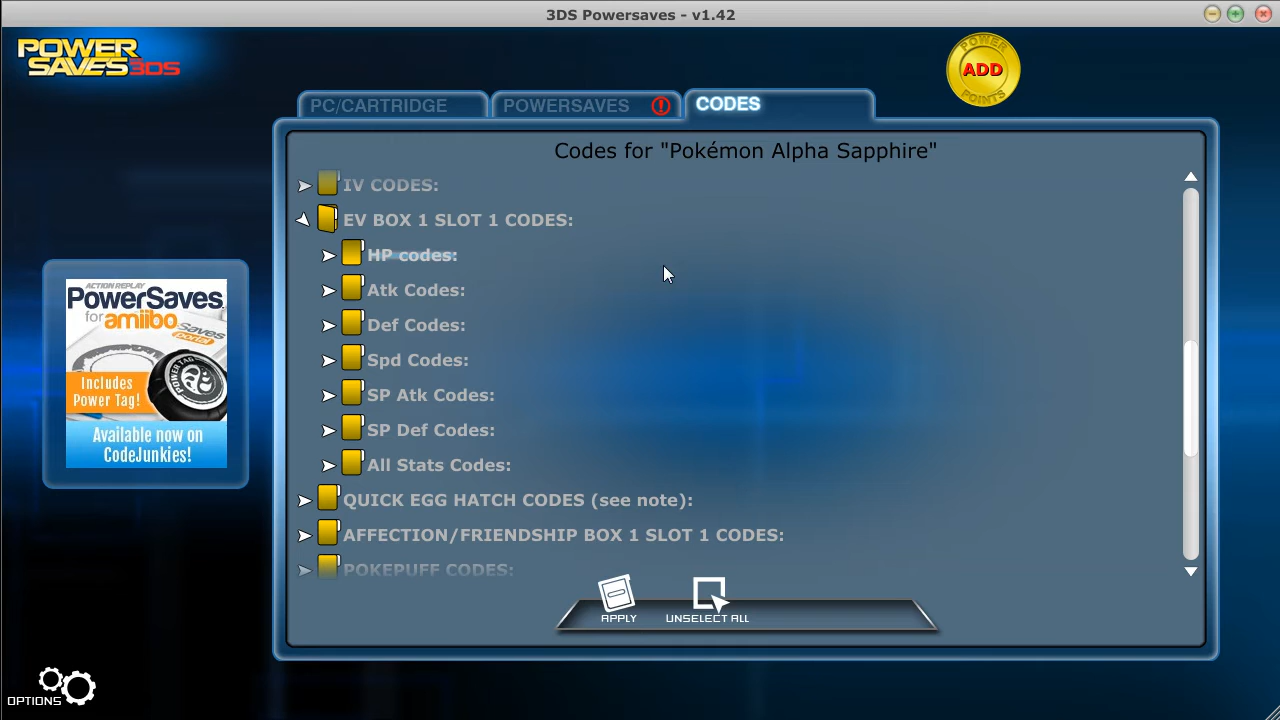 3DS Powersaves - v1.42
POWER
SAVES3DS
POWER
ADD
POINTS
PC/CARTRIDGE
POWERSAVES
!
CODES
Codes for "Pokémon Alpha Sapphire"
IV CODES:
EV BOX 1 SLOT 1 CODES:
HP codes:
Atk Codes:
Def Codes:
Spd Codes:
SP Atk Codes:
SP Def Codes:
All Stats Codes:
QUICK EGG HATCH CODES (see note):
AFFECTION/FRIENDSHIP BOX 1 SLOT 1 CODES:
POKEPUFF CODES:
ACTION REPLAY
PowerSaves
for amiibo
Includes
Power Tag!
POWER TAG
Available now on
CodeJunkies!
APPLY
UNSELECT ALL
OPTIONS